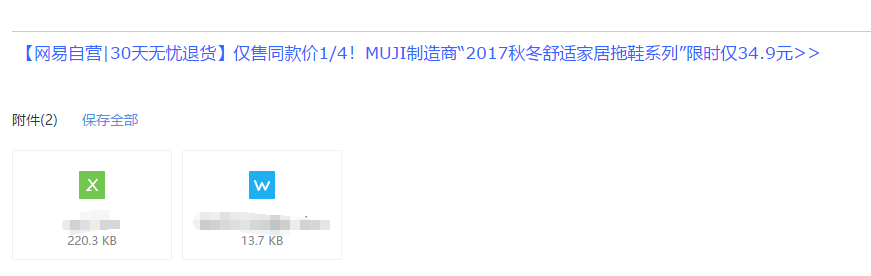 【网易自营|30天无忧退货】仅售同款价1/4！MUJI制造商“2017秋冬舒适家居拖鞋系列”限时仅34.9元>>
附件(2) 保存全部
X W
220.3 KB 13.7 KB